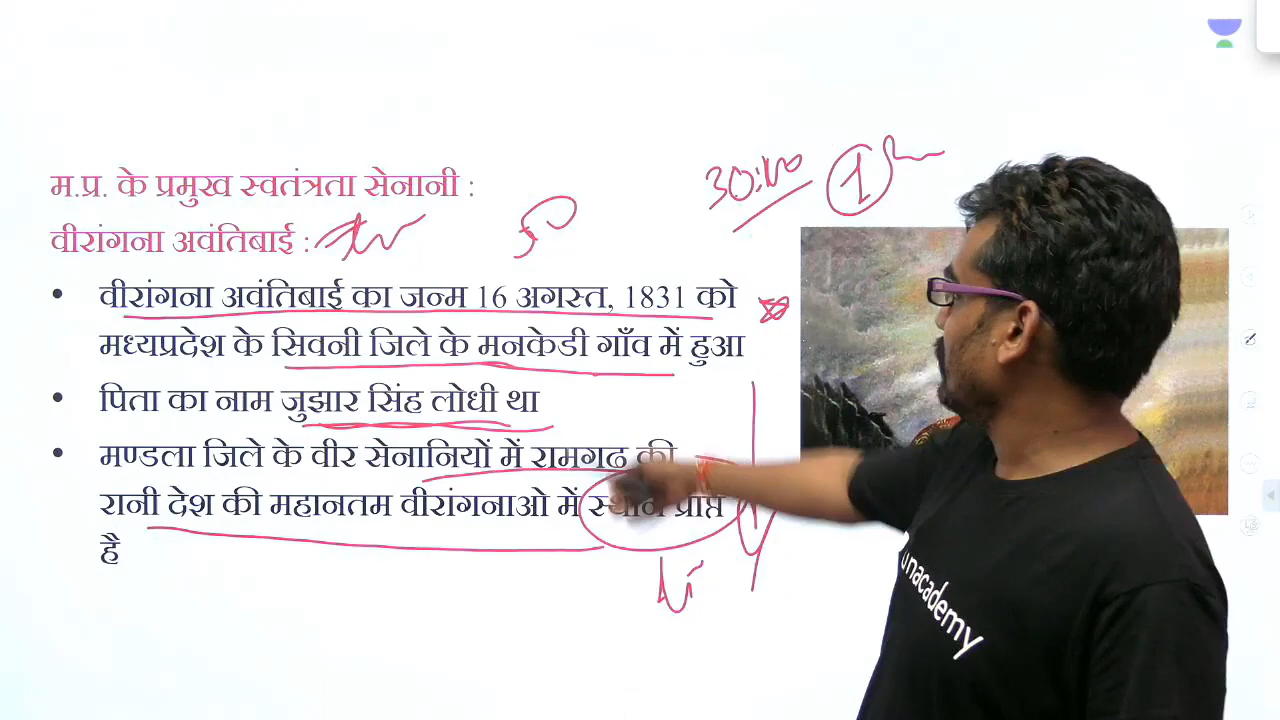 म.प्र. के प्रमुख स्वतंत्रता सेनानी :
वीरांगना अवंतिबाई :
• वीरांगना अवंतिबाई का जन्म 16 अगस्त, 1831 को
मध्यप्रदेश के सिवनी जिले के मनकेडी गाँव में हुआ
• पिता का नाम जुझार सिंह लोधी था
• मण्डला जिले के वीर सेनानियों में रामगढ की
रानी देश की महानतम वीरांगनाओ में स्थान प्राप्त
है
1
unacademy